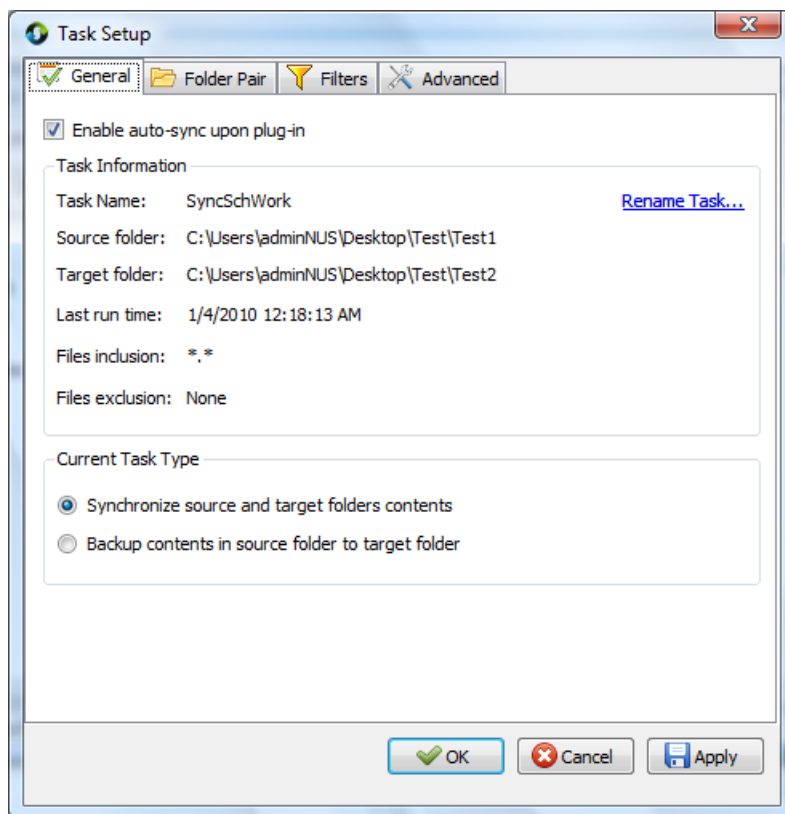 Task Setup
General Folder Pair Filters Advanced
Enable auto-sync upon plug-in
Task Information
Task Name: SyncSchWork Rename Task...
Source folder: C:\Users\adminNUS\Desktop\Test\Test1
Target folder: C:\Users\adminNUS\Desktop\Test\Test2
Last run time: 1/4/2010 12:18:13 AM
Files inclusion: *.*
Files exclusion: None
Current Task Type
Synchronize source and target folders contents
Backup contents in source folder to target folder
OK Cancel Apply